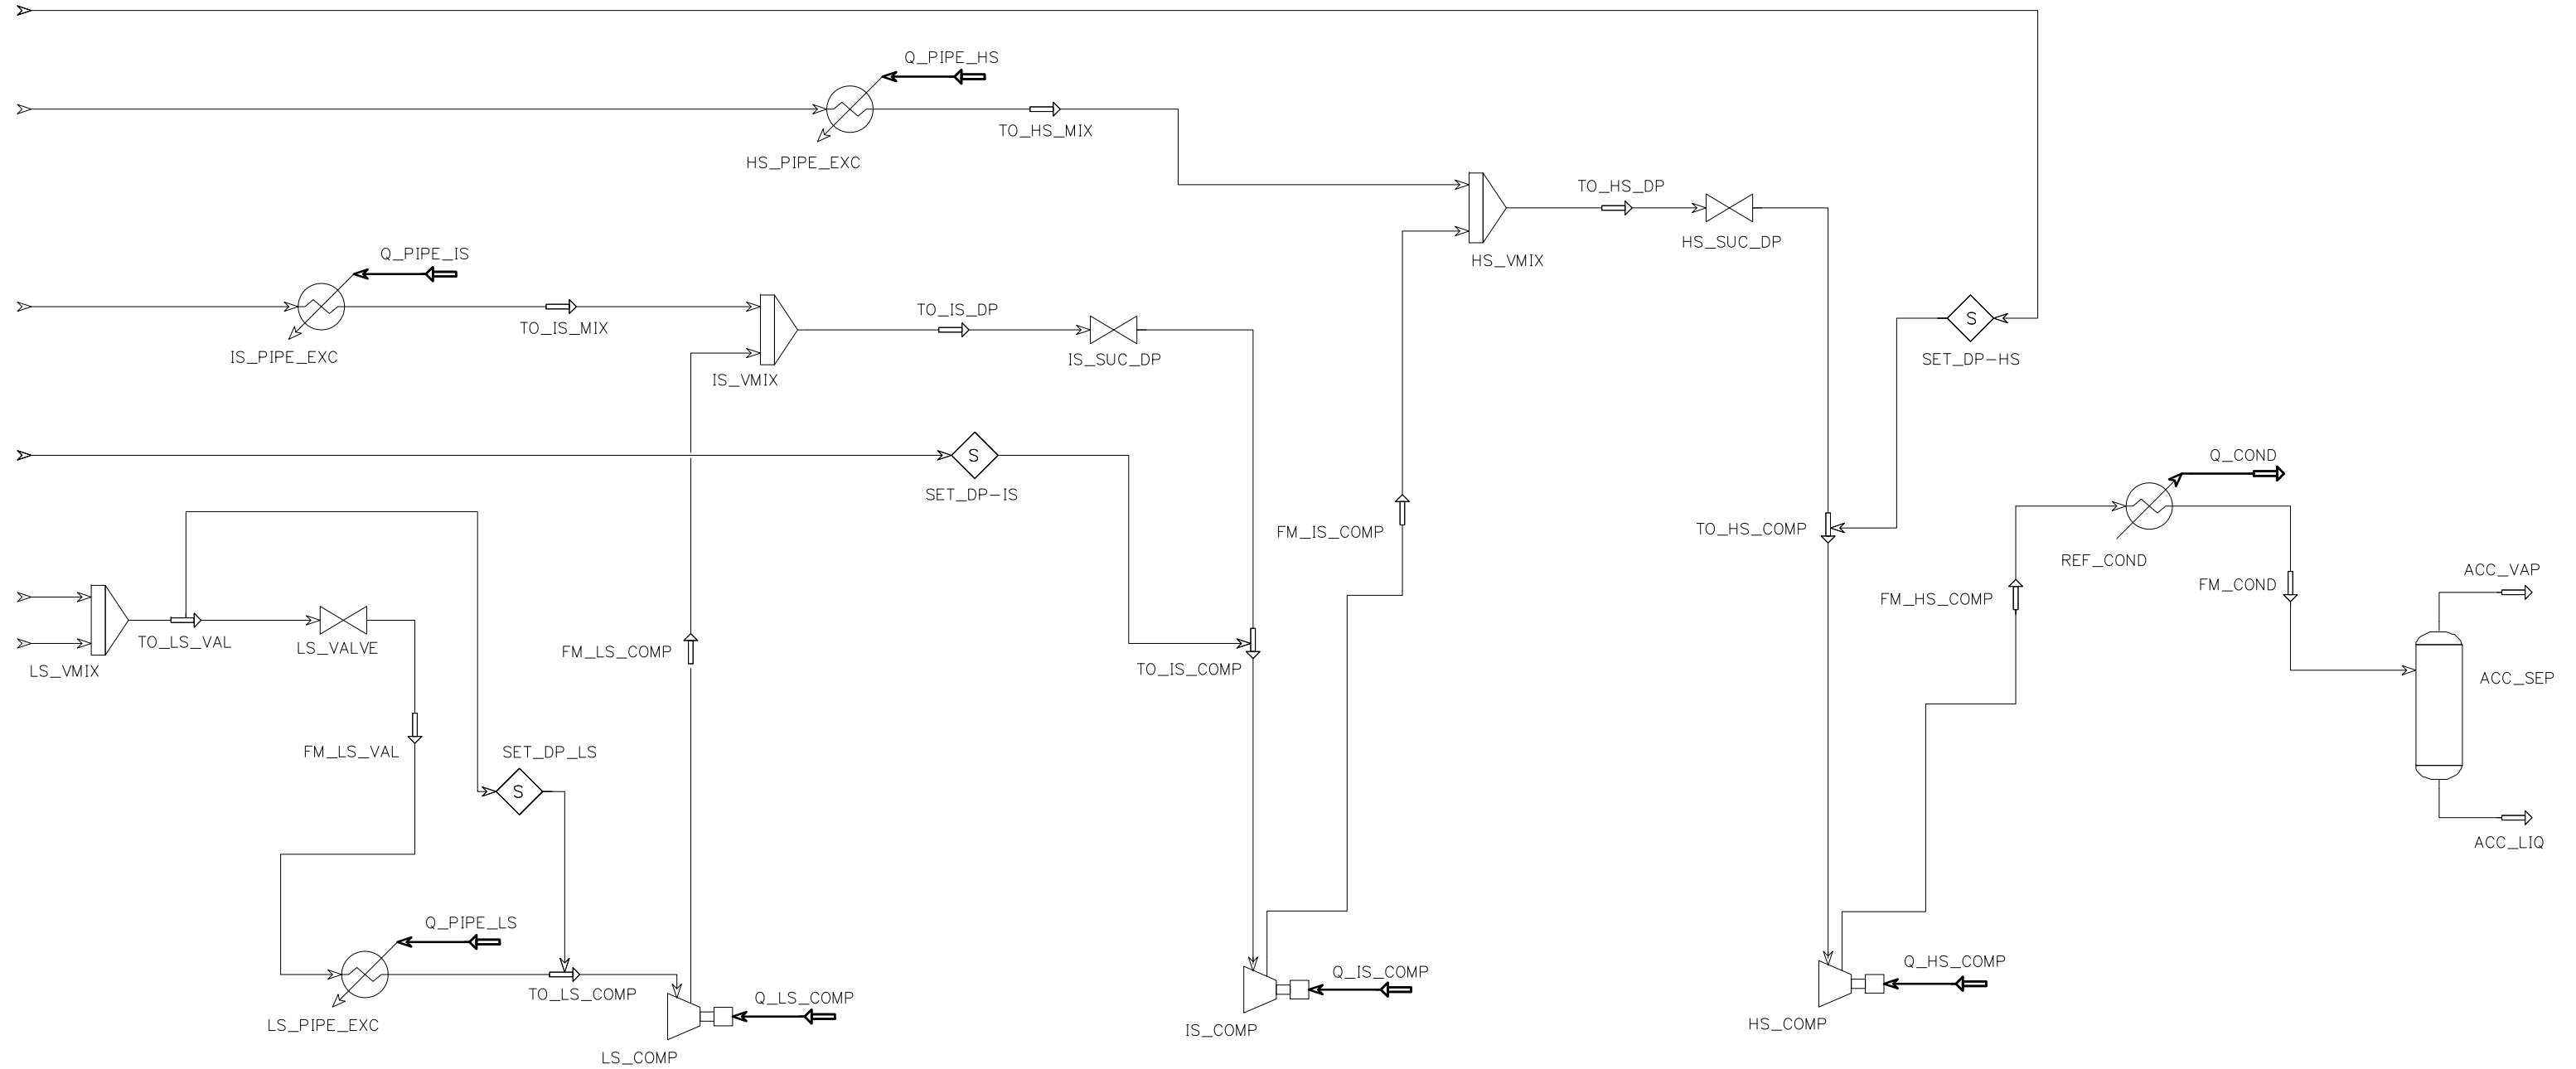 Q_PIPE_HS
TO_HS_MIX
HS_PIPE_EXC
TO_HS_DP
HS_SUC_DP
HS_VMIX
Q_PIPE_IS
TO_IS_MIX
IS_PIPE_EXC
TO_IS_DP
IS_SUC_DP
IS_VMIX
S
SET_DP-HS
S
SET_DP-IS
Q_COND
REF_COND
FM_IS_COMP
TO_HS_COMP
FM_HS_COMP
FM_COND
ACC_VAP
ACC_SEP
ACC_LIQ
TO_LS_VAL
LS_VALVE
LS_VMIX
FM_LS_COMP
TO_IS_COMP
FM_LS_VAL
SET_DP_LS
S
Q_PIPE_LS
TO_LS_COMP
LS_PIPE_EXC
Q_LS_COMP
LS_COMP
Q_IS_COMP
IS_COMP
Q_HS_COMP
HS_COMP